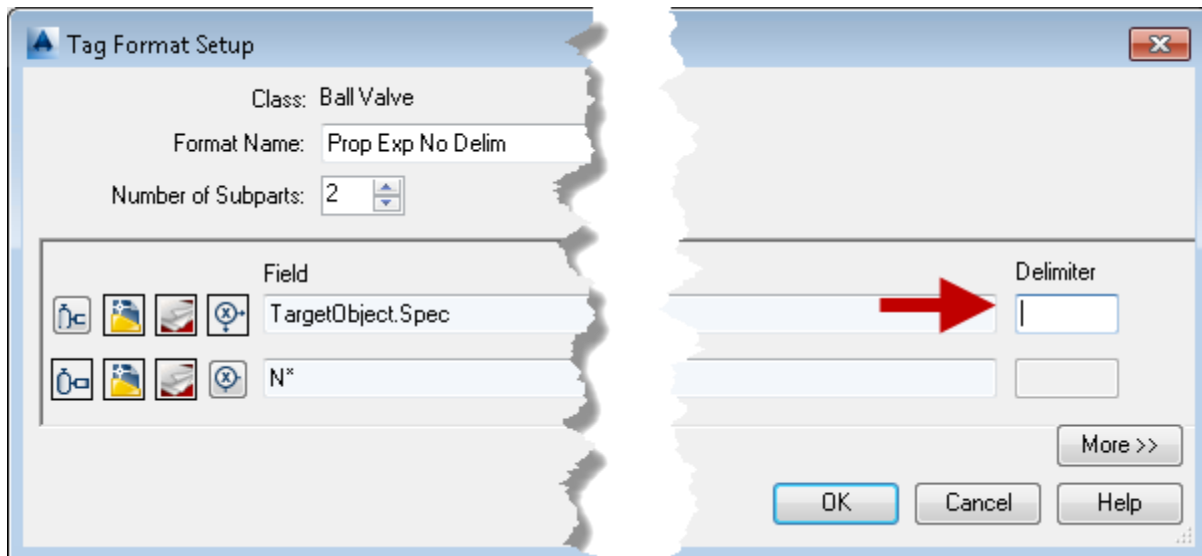 Tag Format Setup
Class: Ball Valve
Format Name: Prop Exp No Delim
Number of Subparts: 2
Field Delimiter
TargetObject.Spec
N*
More >>
OK Cancel Help